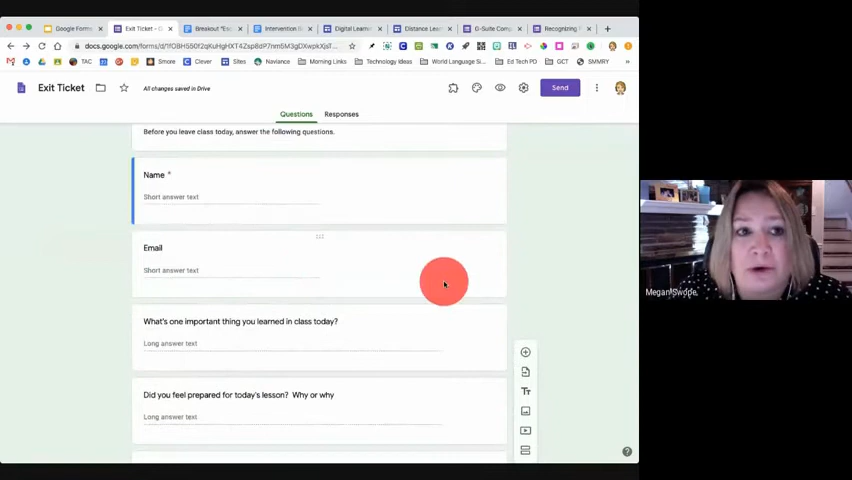 Google Forms
Exit Ticket
Breakout "Esc
Intervention B
Digital Learni
Distance Lear
G-Suite Comp
Recognizing
docs.google.com/forms/d/
GCal
TAC
Clever
Sites
Smore
Naviance
Morning Links
Technology Ideas
World Language Si...
Ed Tech PD
GCT
SMMRY
Exit Ticket
All changes saved in Drive
Send
Questions
Responses
Before you leave class today, answer the following questions.
Name *
Short answer text
Email
Short answer text
What's one important thing you learned in class today?
Long answer text
Did you feel prepared for today's lesson? Why or why
Long answer text
Megan Swope